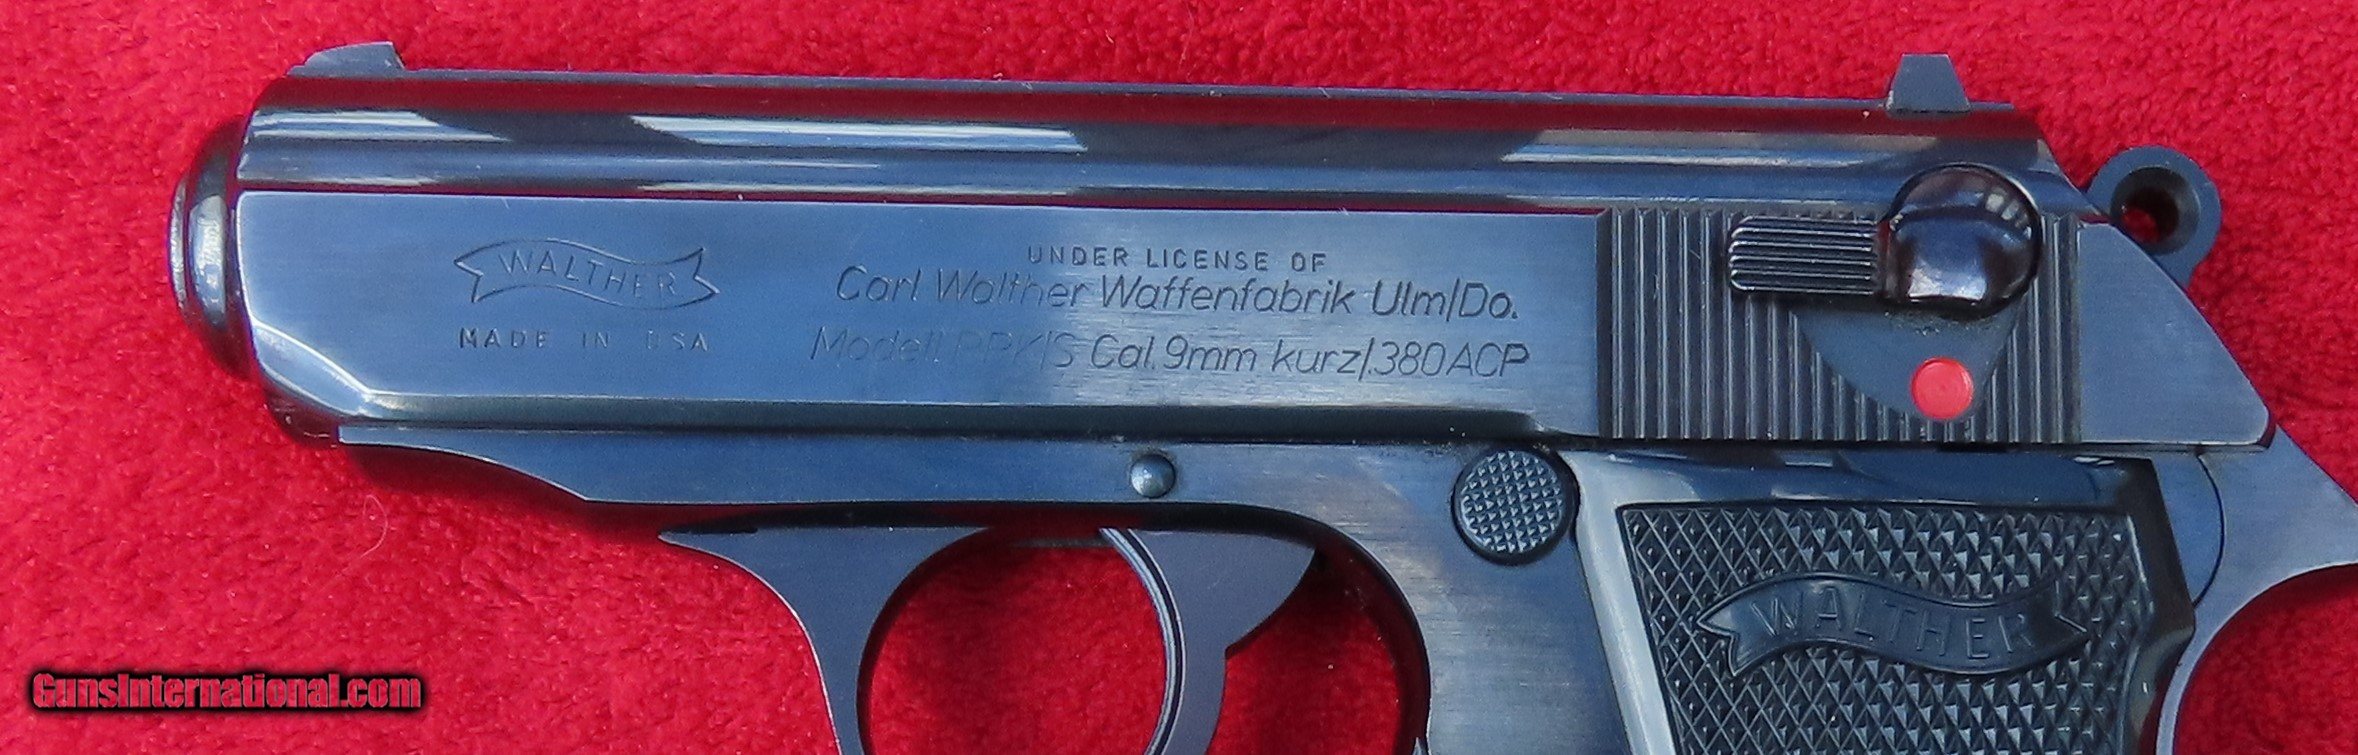 WALTHER
MADE IN USA
UNDER LICENSE OF
Carl Walther Waffenfabrik Ulm/Do.
Modell PPK/S Cal. 9mm kurz/.380ACP
WALTHER
GunsInternational.com